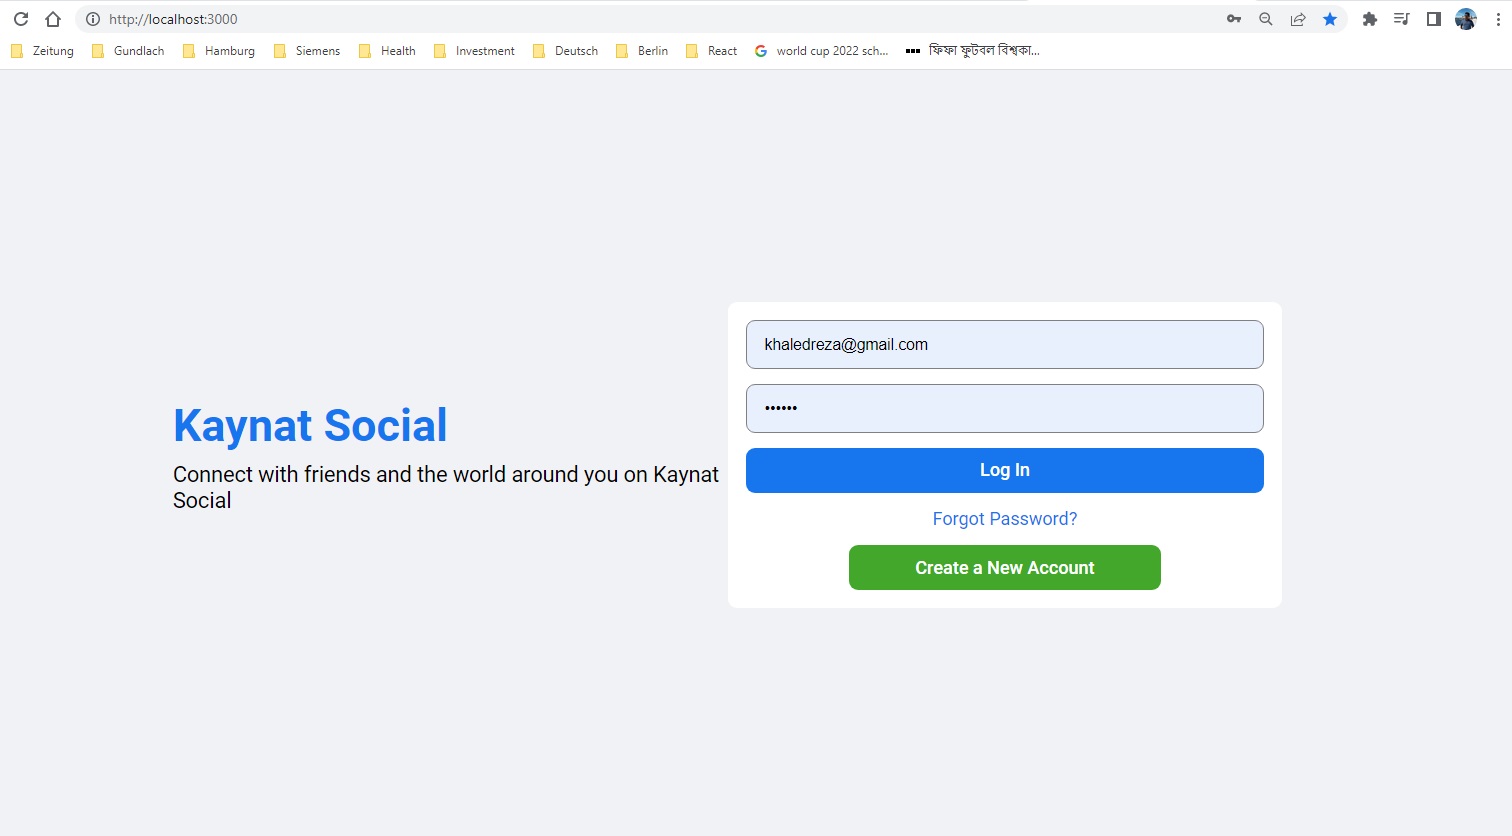 http://localhost:3000
Zeitung Gundlach Hamburg Siemens Health Investment Deutsch Berlin React world cup 2022 sch... ফিফা ফুটবল বিশ্বকা...
khaledreza@gmail.com
••••••
Kaynat Social
Connect with friends and the world around you on Kaynat
Social
Log In
Forgot Password?
Create a New Account